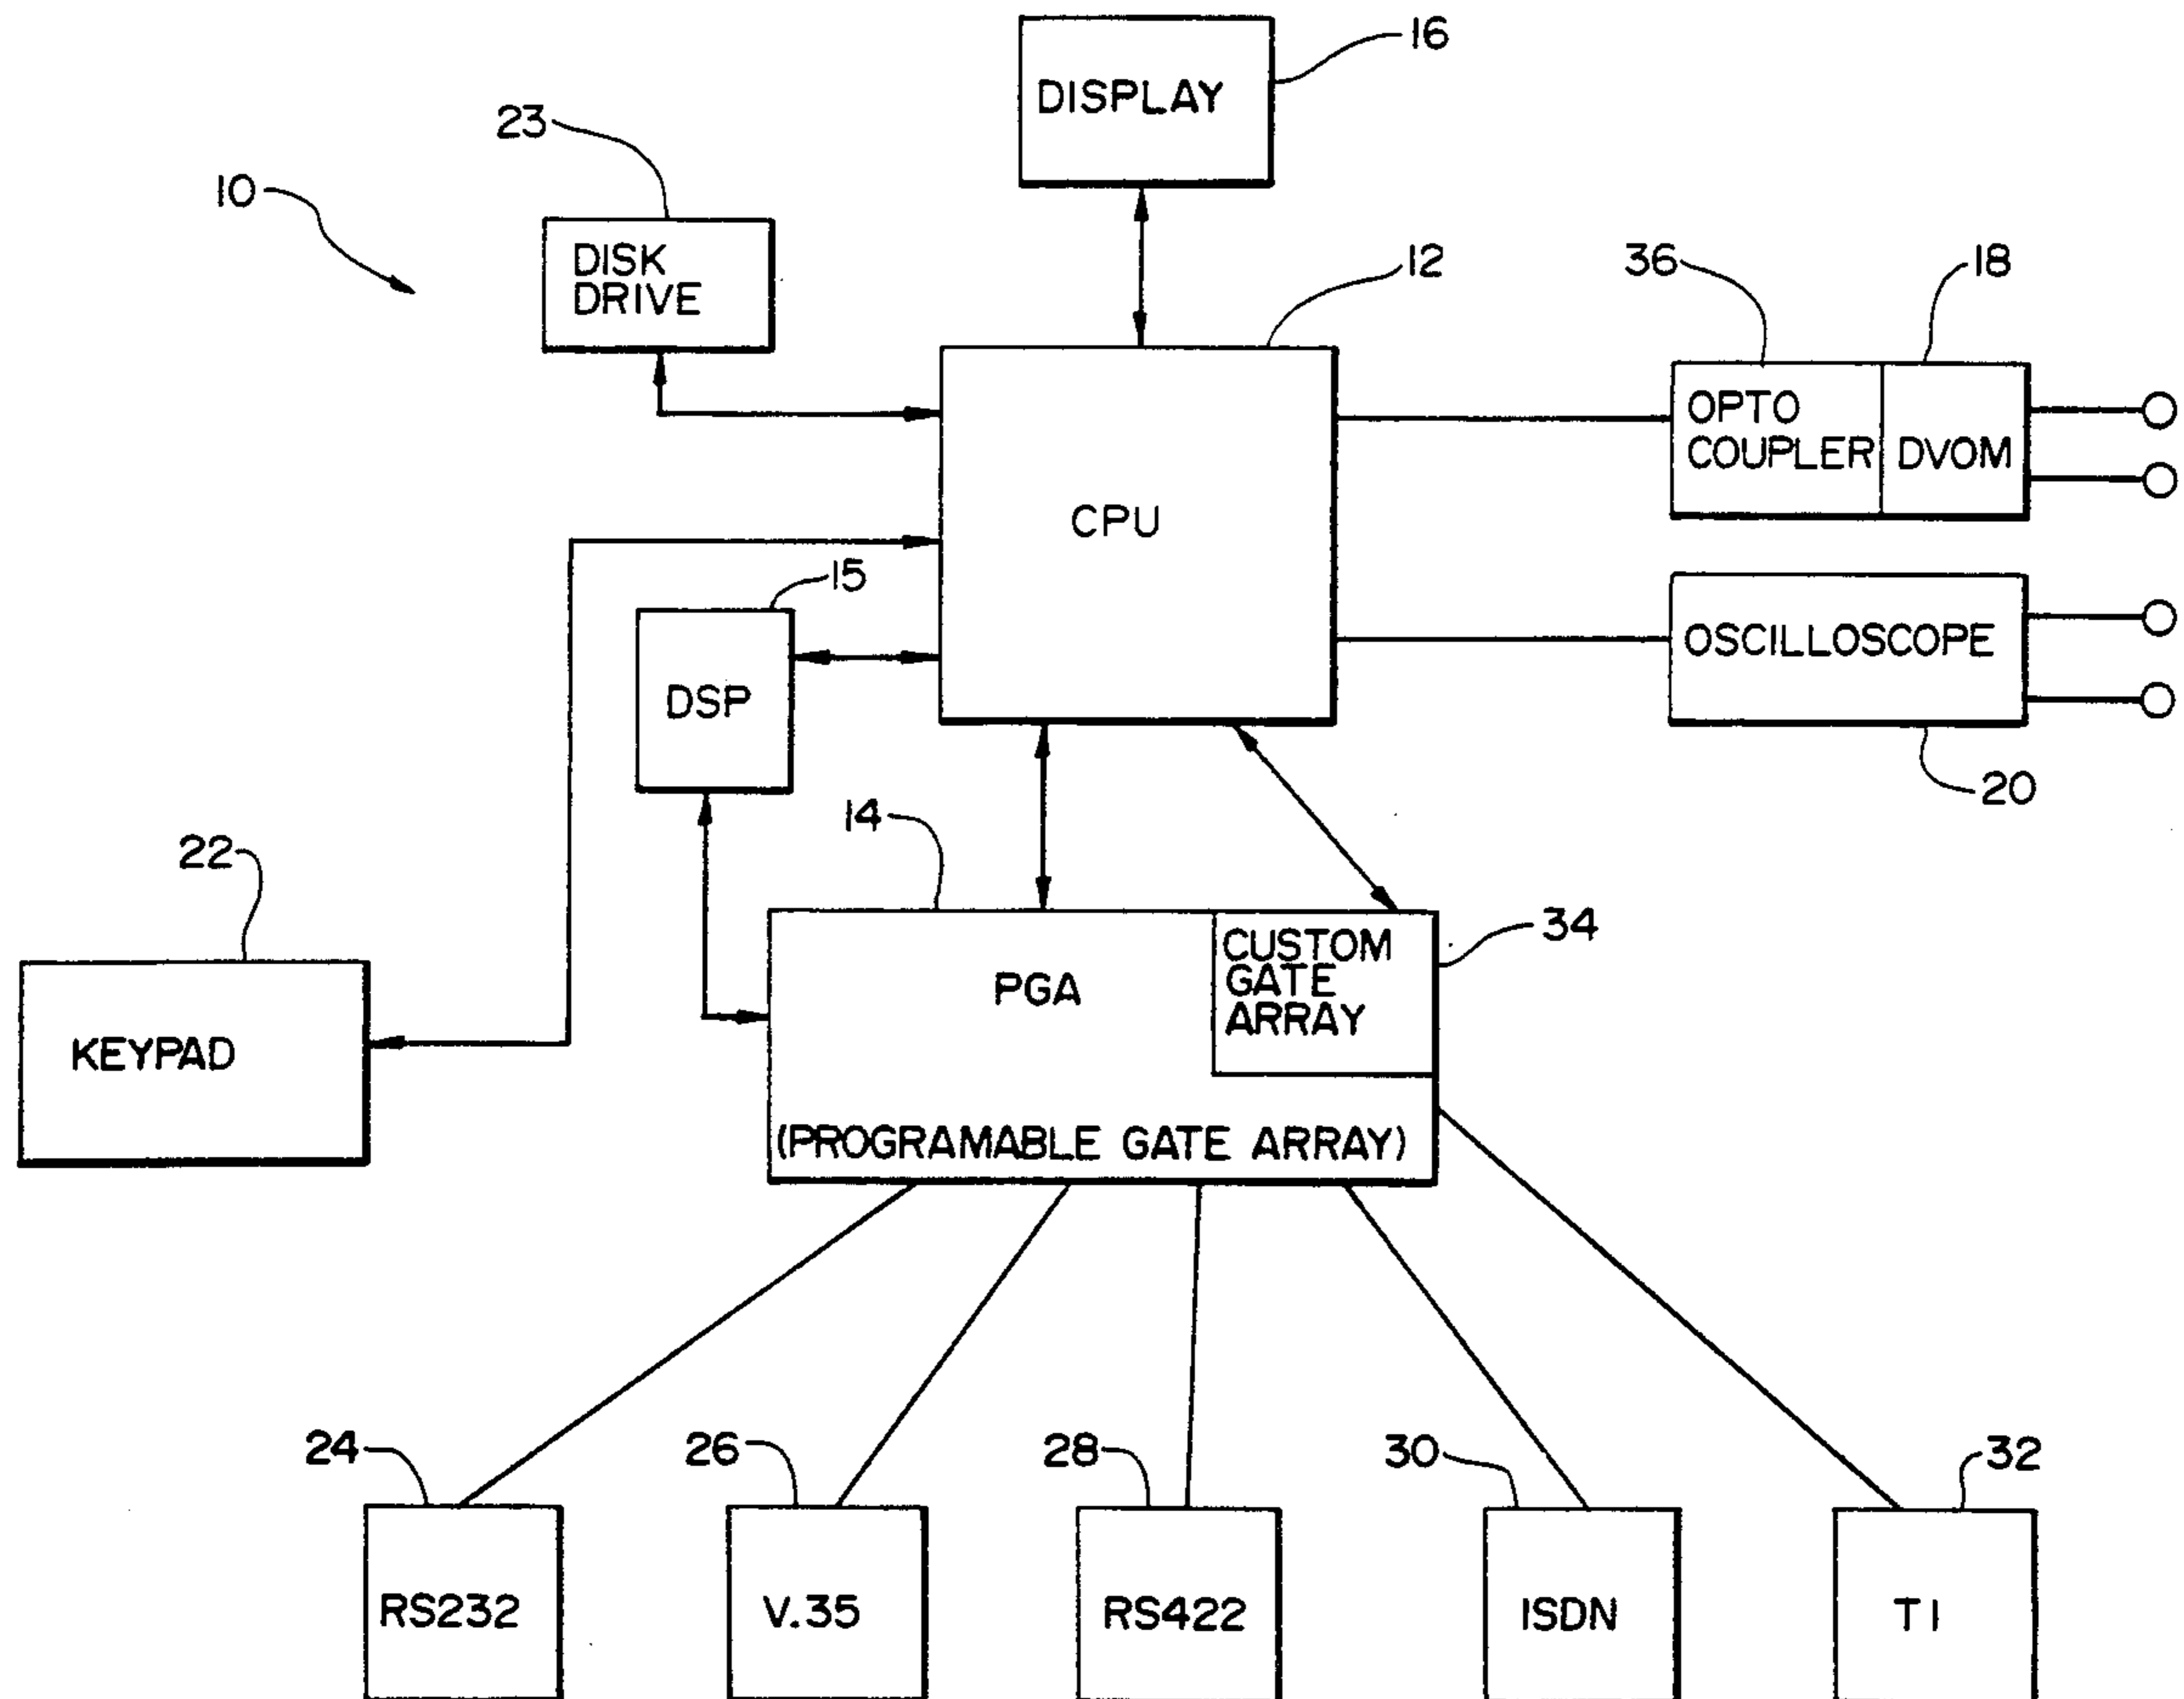 16
DISPLAY
23
10
DISK
DRIVE
12
36
18
OPTO
COUPLER
DVOM
CPU
15
DSP
OSCILLOSCOPE
20
14
22
34
CUSTOM
GATE
ARRAY
PGA
KEYPAD
(PROGRAMABLE GATE ARRAY)
24
26
28
30
32
RS232
V.35
RS422
ISDN
T1